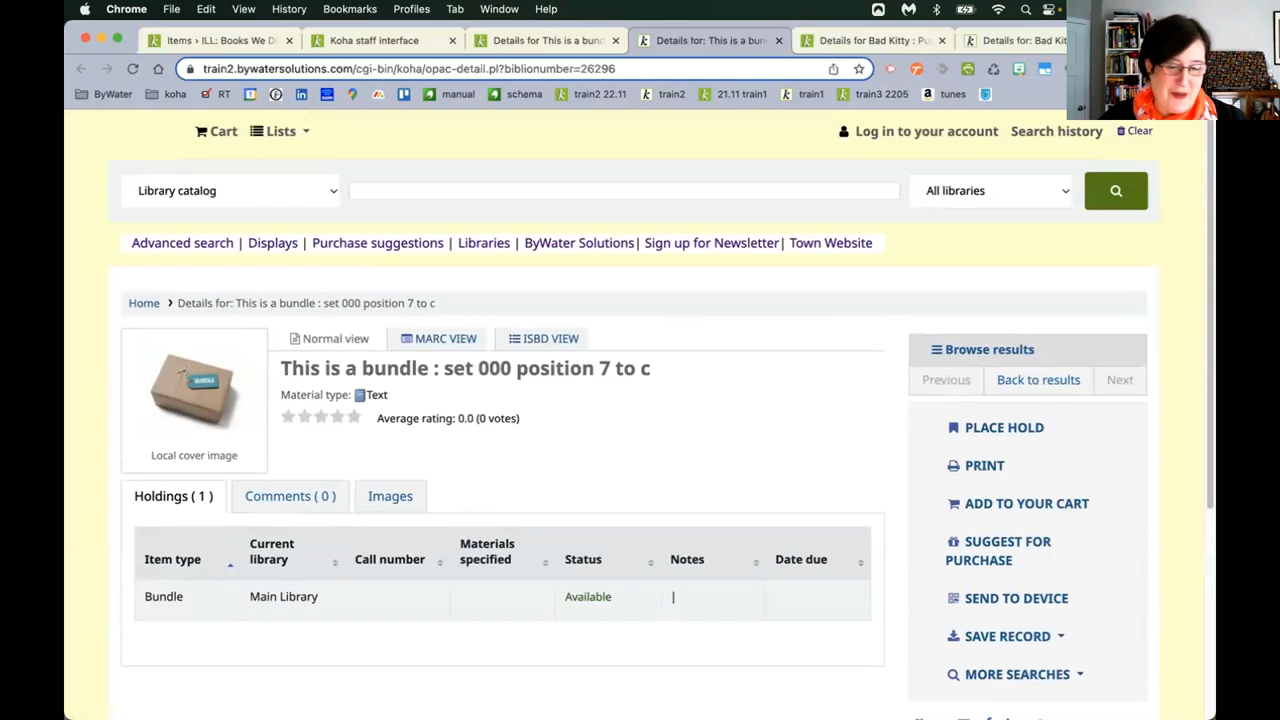 Chrome File Edit View History Bookmarks Profiles Tab Window Help
Items › ILL: Books We D Koha staff interface Details for This is a bund Details for: This is a bun Details for Bad Kitty : Pu Details for: Bad Kit
train2.bywatersolutions.com/cgi-bin/koha/opac-detail.pl?biblionumber=26296
ByWater koha RT LibraryH3lp manual schema train2 22.11 train2 21.11 train1 train1 train3 2205 tunes
Cart Lists Log in to your account Search history Clear
Library catalog All libraries
Advanced search | Displays | Purchase suggestions | Libraries | ByWater Solutions| Sign up for Newsletter| Town Website
Home Details for: This is a bundle : set 000 position 7 to c
Normal view MARC VIEW ISBD VIEW
Browse results
This is a bundle : set 000 position 7 to c
Previous Back to results Next
BUNDLE
Material type: Text
Average rating: 0.0 (0 votes)
Local cover image
PLACE HOLD
PRINT
ADD TO YOUR CART
SUGGEST FOR
PURCHASE
SEND TO DEVICE
SAVE RECORD
MORE SEARCHES
Holdings ( 1 ) Comments ( 0 ) Images
Item type Current library Call number Materials specified Status Notes Date due
Bundle Main Library Available |